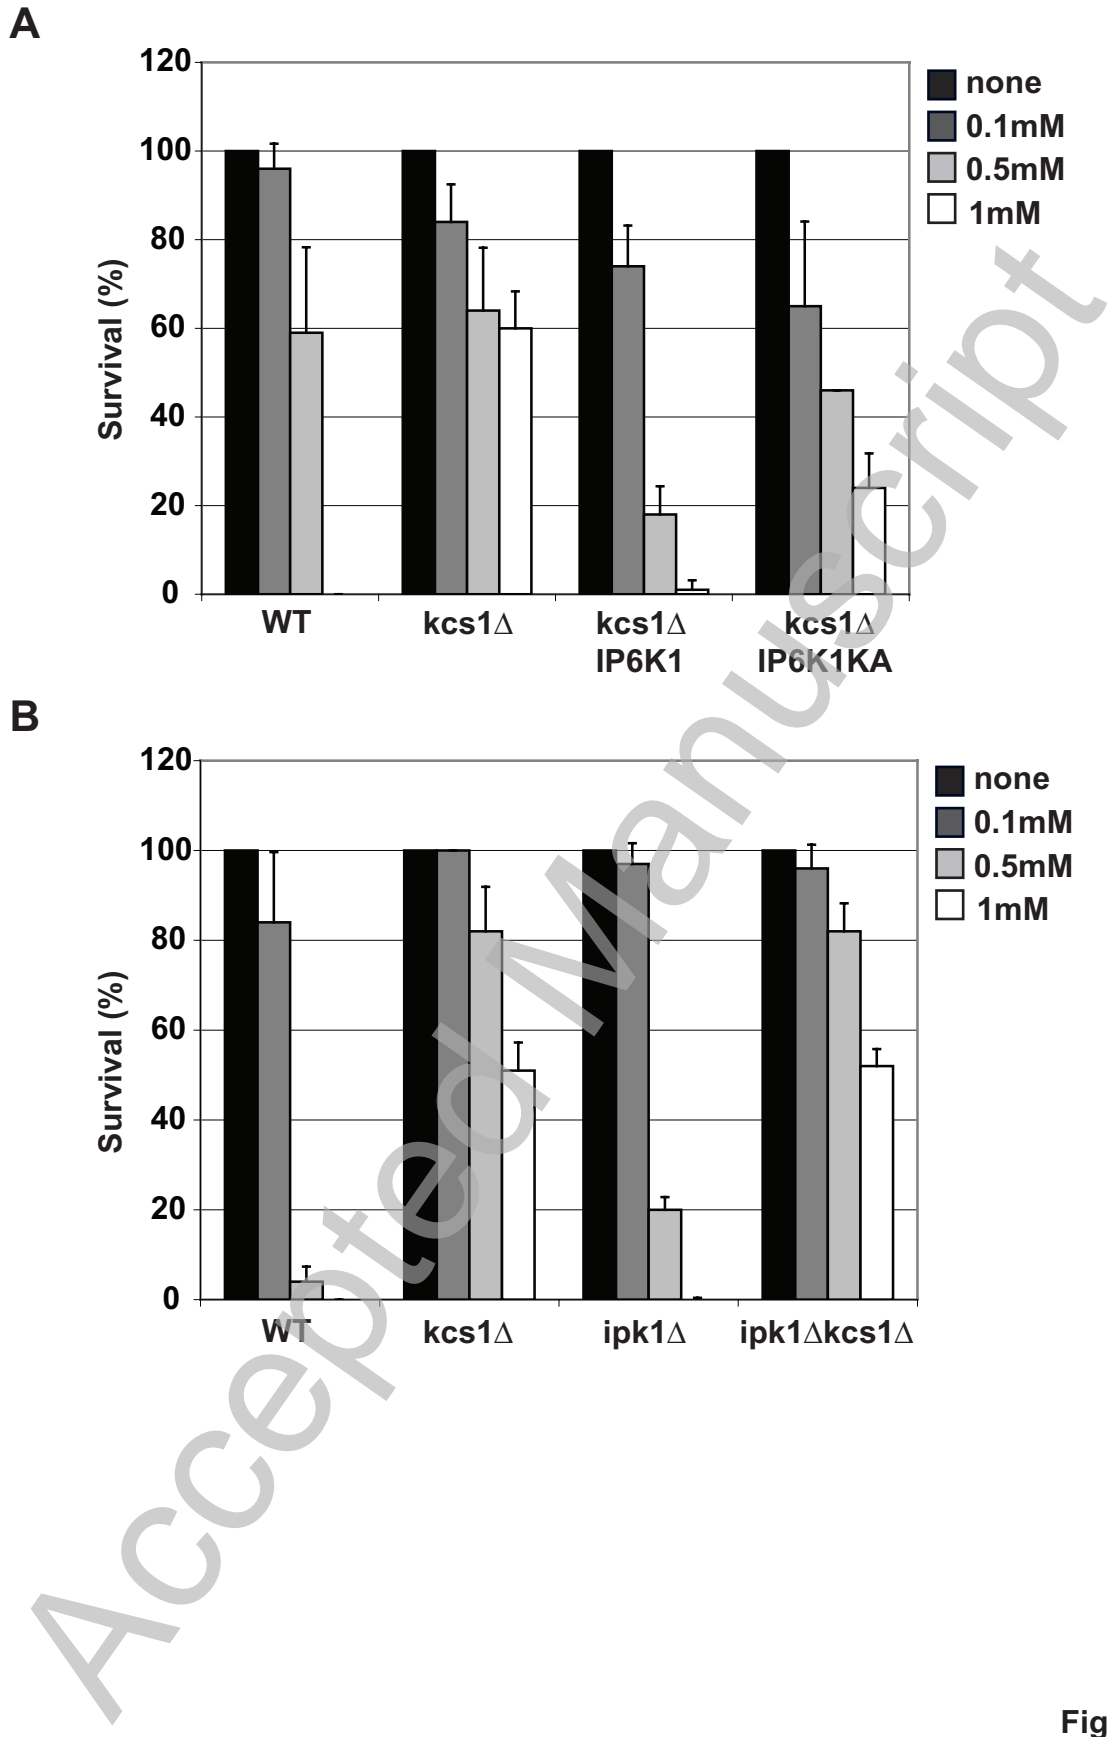 A
120
100
80
60
40
20
0
Survival (%)
none
0.1mM
0.5mM
1mM
WT
kcs1Δ
kcs1Δ
IP6K1
kcs1Δ
IP6K1KA
B
120
100
80
60
40
20
0
Survival (%)
none
0.1mM
0.5mM
1mM
WT
kcs1Δ
ipk1Δ
ipk1Δkcs1Δ
Accepted Manuscript
Fig